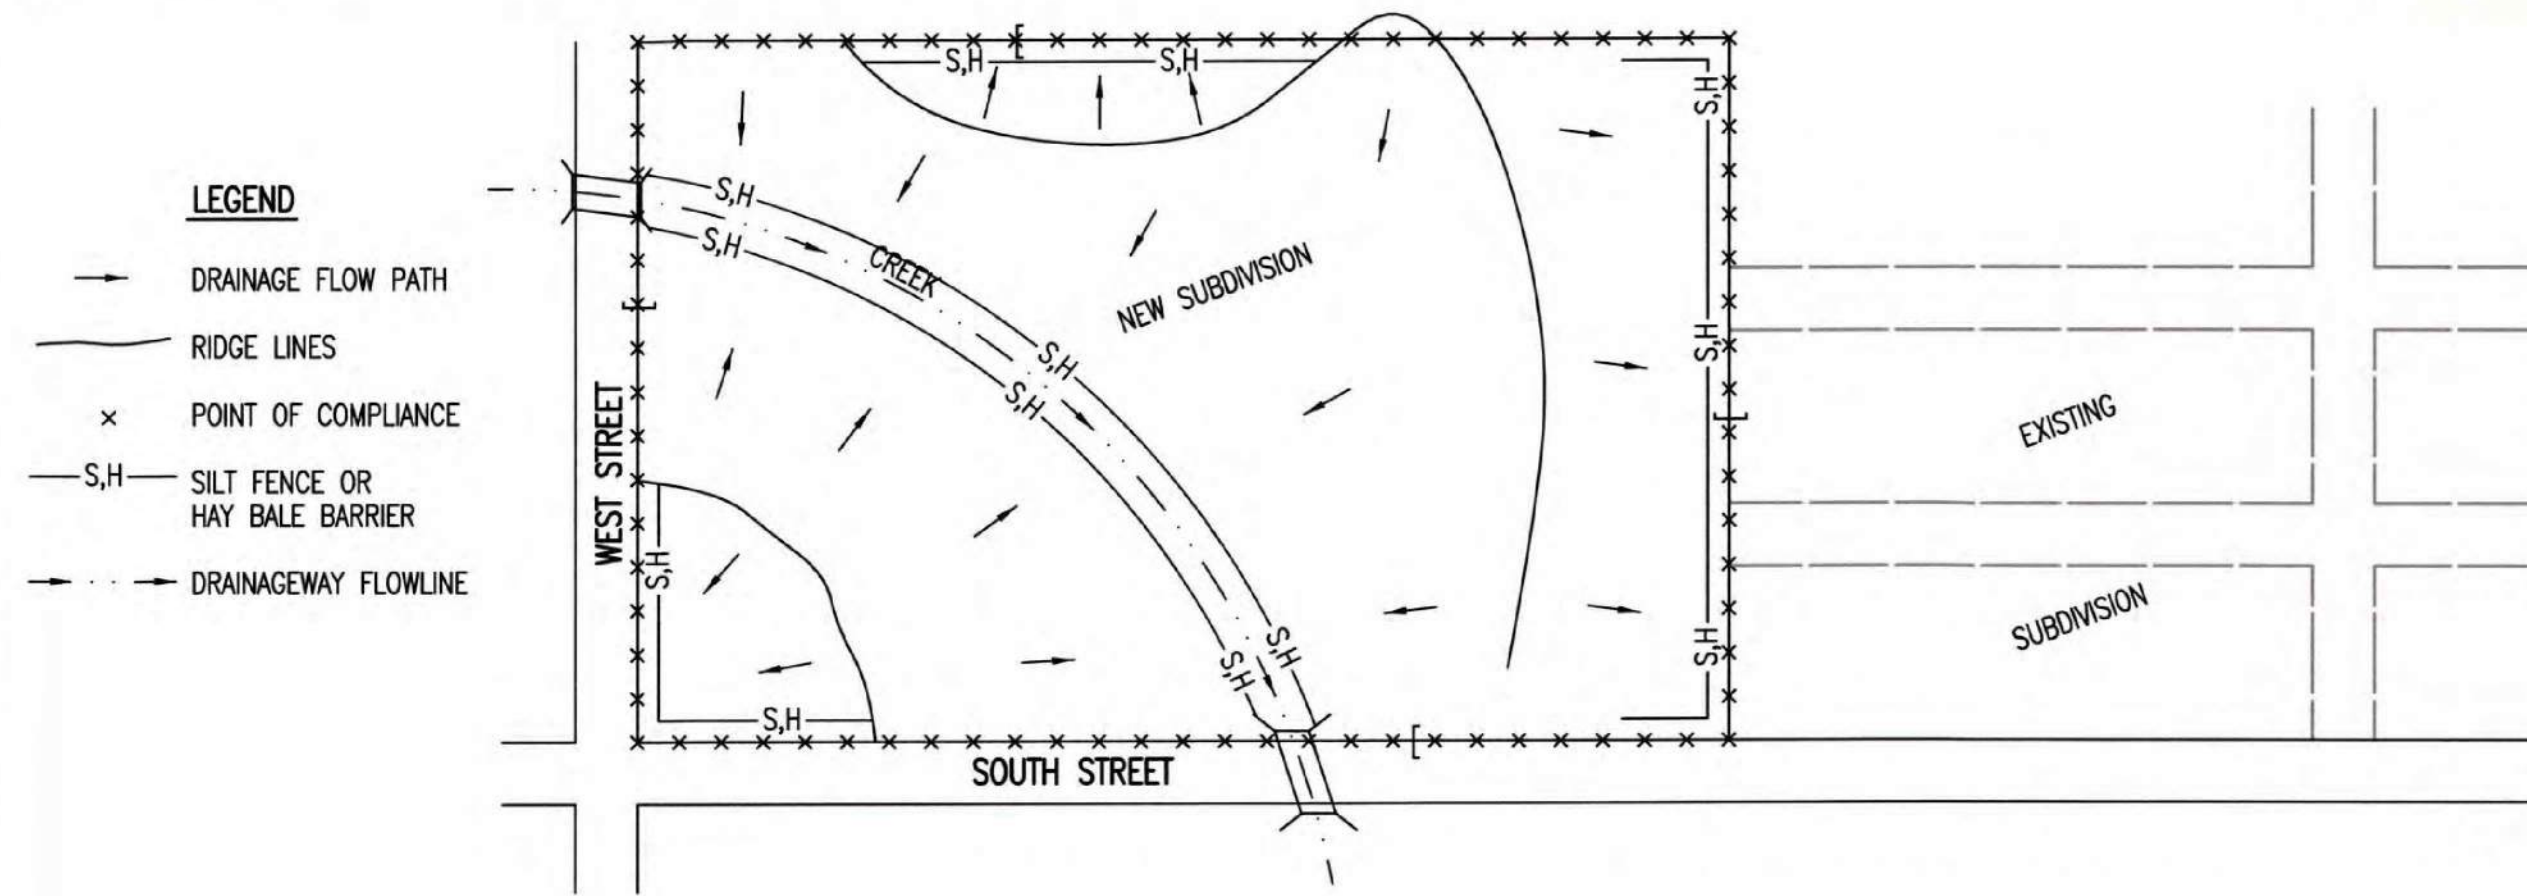 LEGEND
DRAINAGE FLOW PATH
RIDGE LINES
× POINT OF COMPLIANCE
S,H SILT FENCE OR
HAY BALE BARRIER
DRAINAGEWAY FLOWLINE
S,H
S,H
S,H
S,H
S,H
CREEK
NEW SUBDIVISION
S,H
S,H
S,H
WEST STREET
EXISTING
S,H
SUBDIVISION
S,H
S,H
S,H
S,H
SOUTH STREET